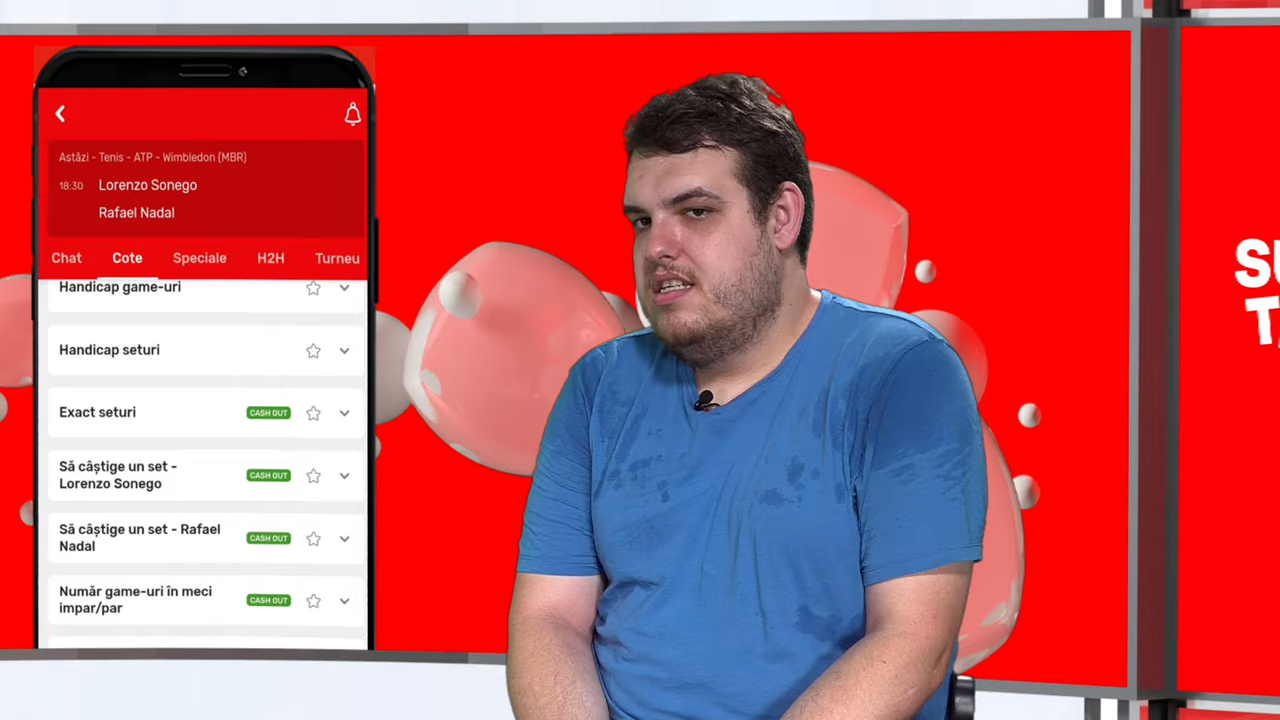 Astăzi - Tenis - ATP - Wimbledon (MBR)
18:30 Lorenzo Sonego
Rafael Nadal
Chat Cote Speciale H2H Turneu
Handicap game-uri
Handicap seturi
Exact seturi CASH OUT
Să câștige un set -
Lorenzo Sonego CASH OUT
Să câștige un set - Rafael
Nadal CASH OUT
Număr game-uri în meci
impar/par CASH OUT